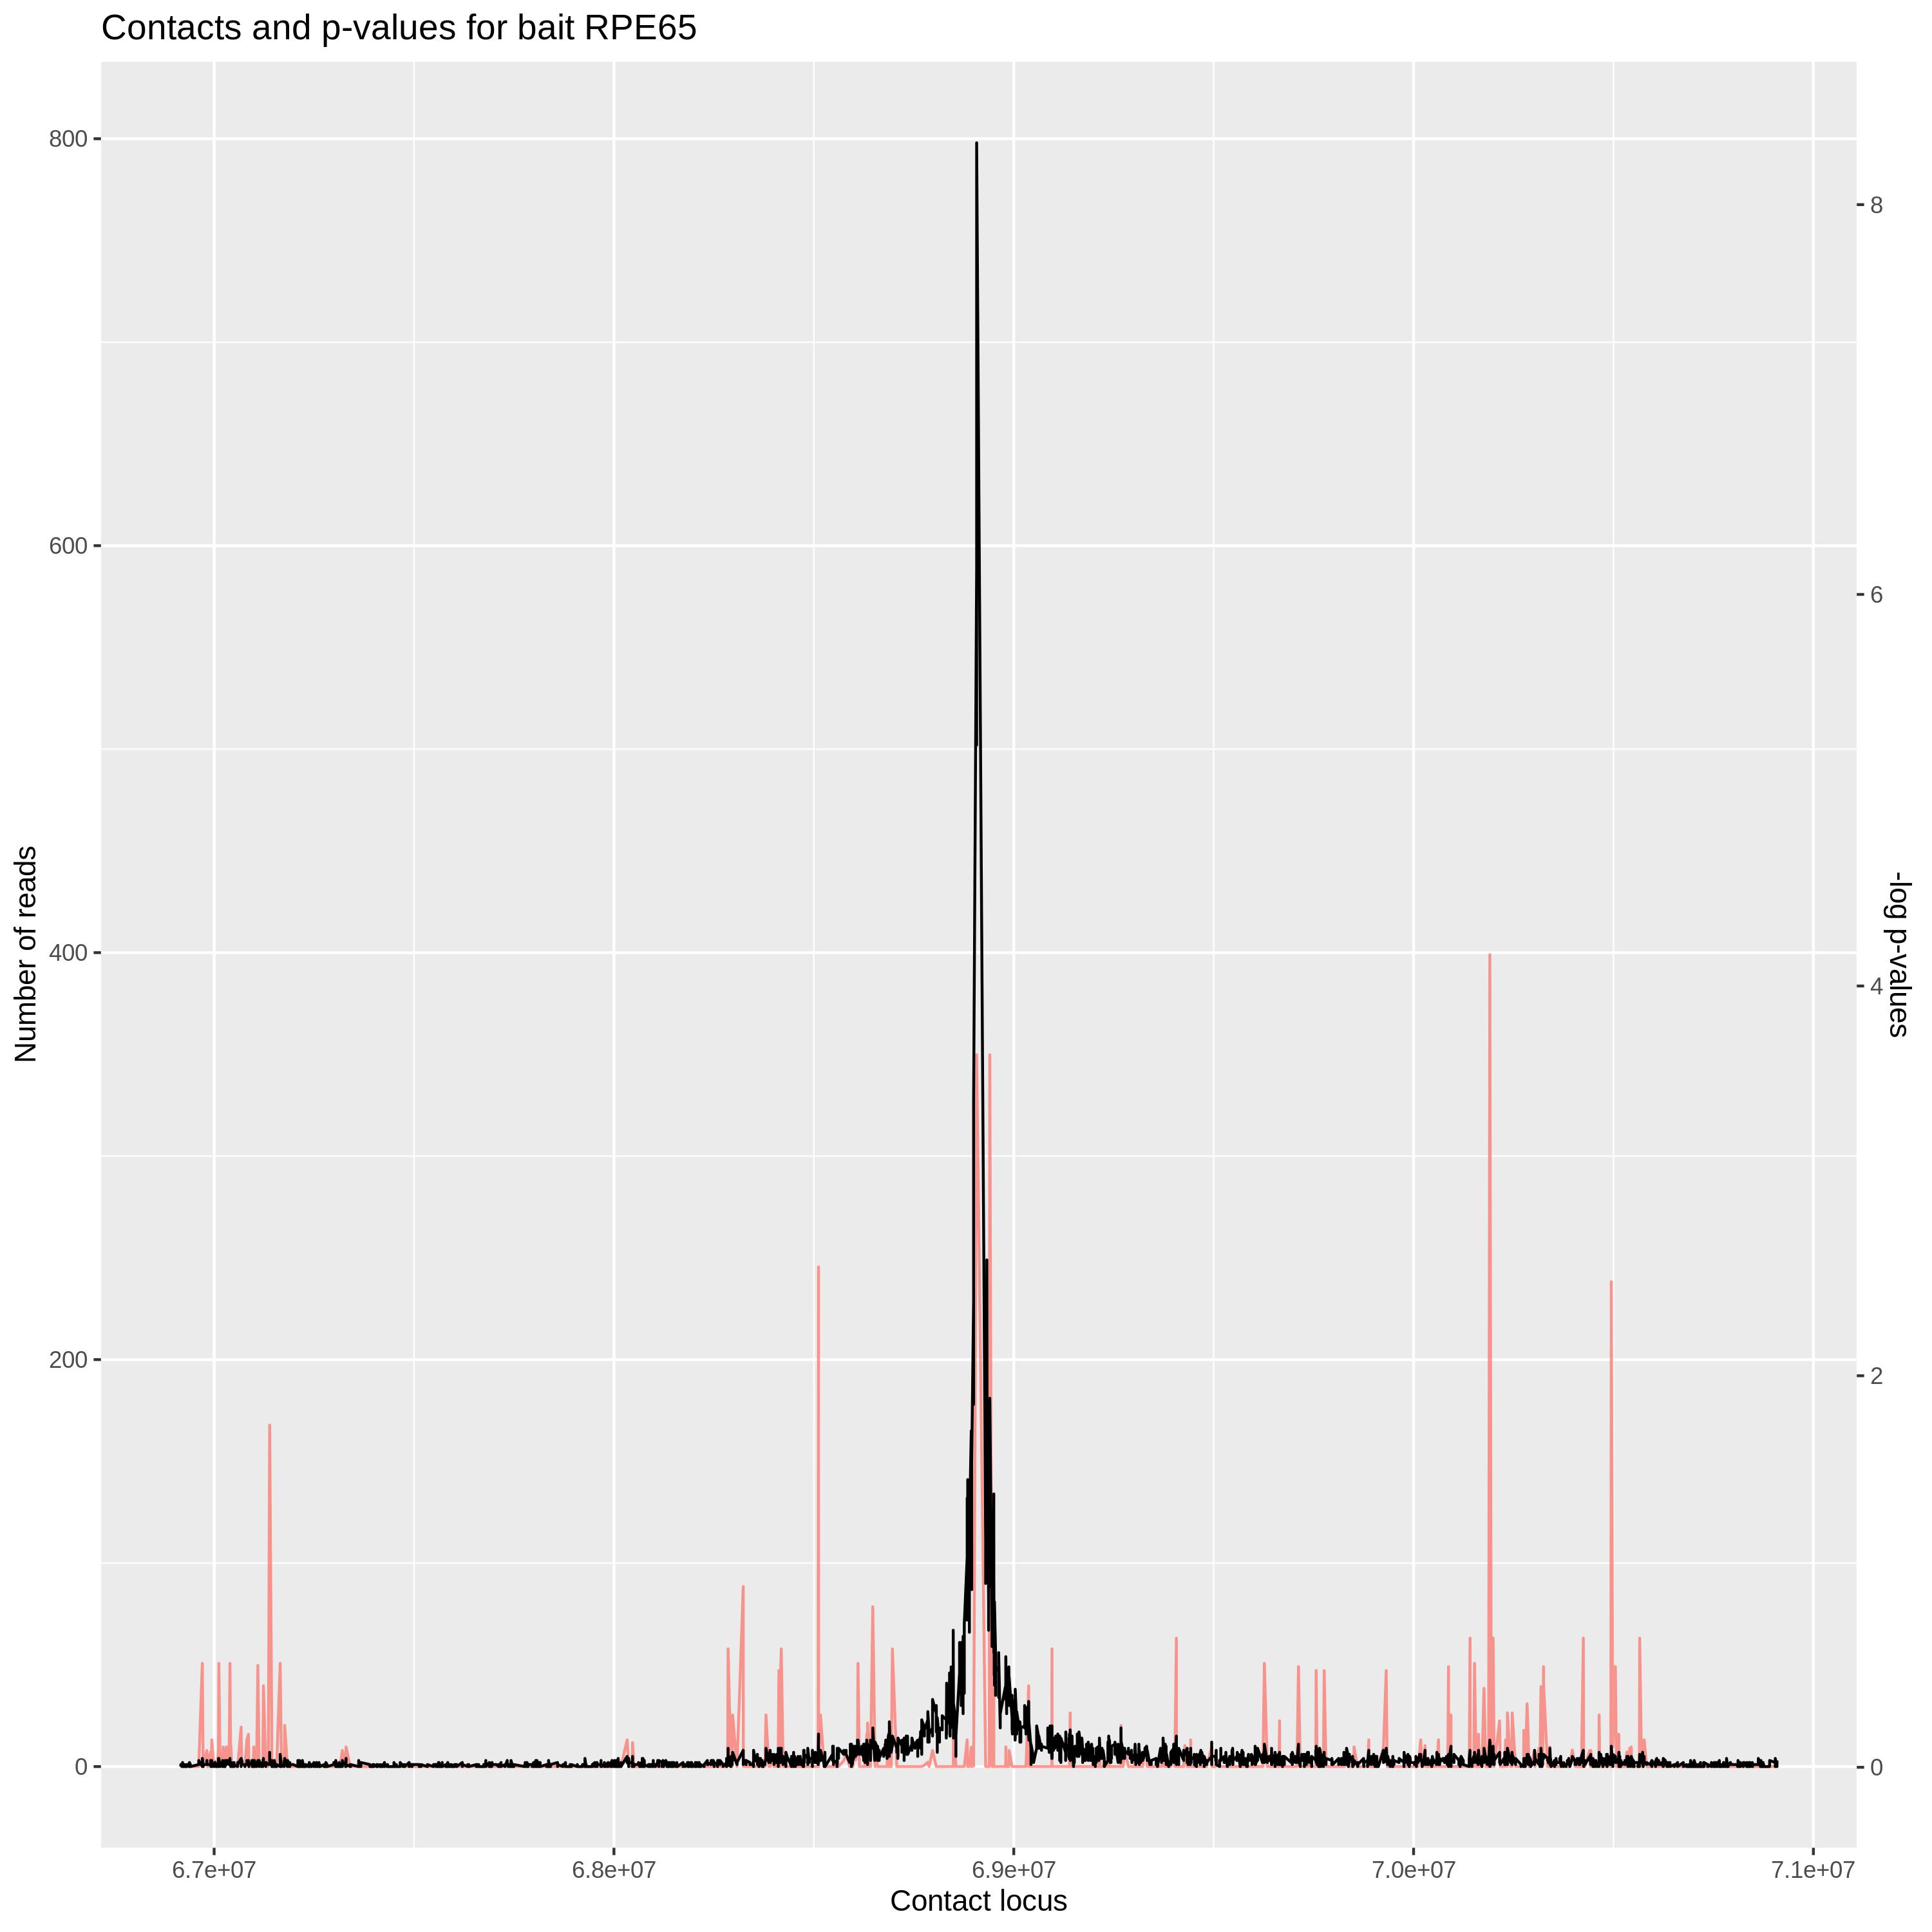 Contacts and p-values for bait RPE65
800
600
400
200
0
Number of reads
8
6
4
2
0
-log p-values
6.7e+07
6.8e+07
6.9e+07
7.0e+07
7.1e+07
Contact locus